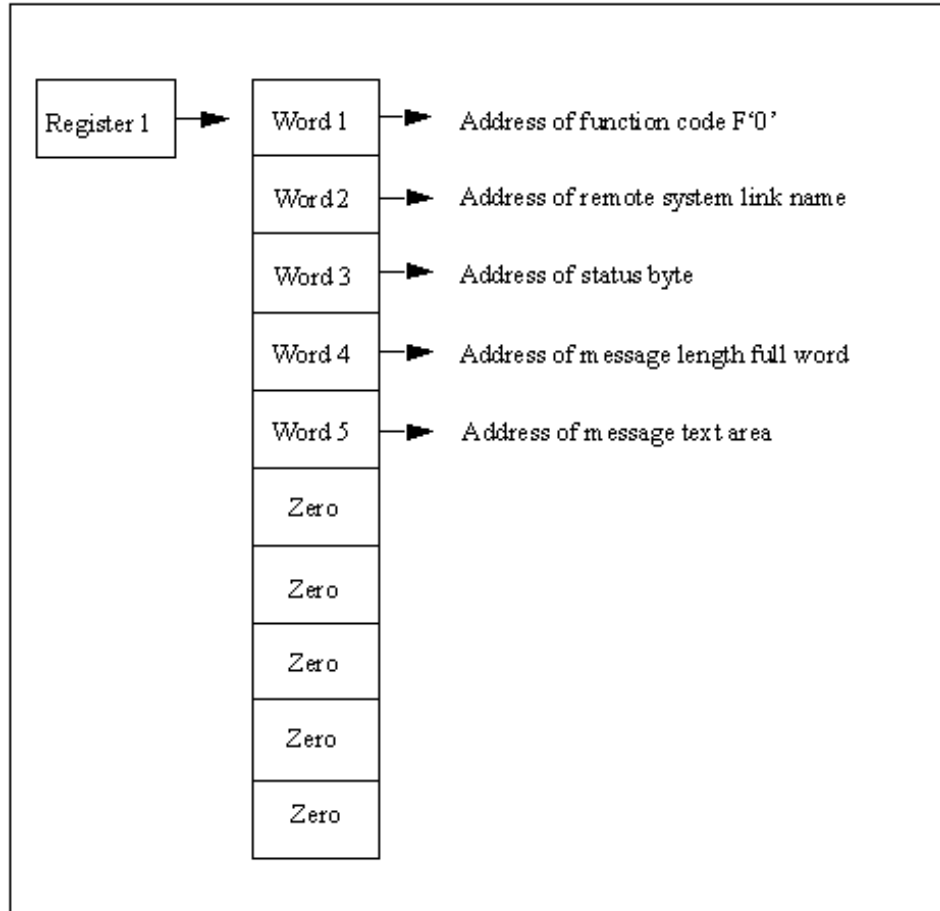 Register 1
Word 1 Address of function code F‘0’
Word 2 Address of remote system link name
Word 3 Address of status byte
Word 4 Address of message length full word
Word 5 Address of message text area
Zero
Zero
Zero
Zero
Zero